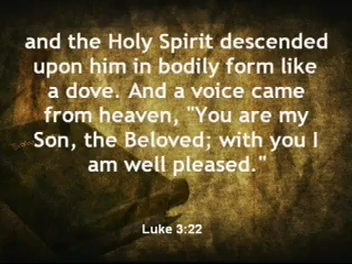 and the Holy Spirit descended
upon him in bodily form like
a dove. And a voice came
from heaven, "You are my
Son, the Beloved; with you I
am well pleased."
Luke 3:22